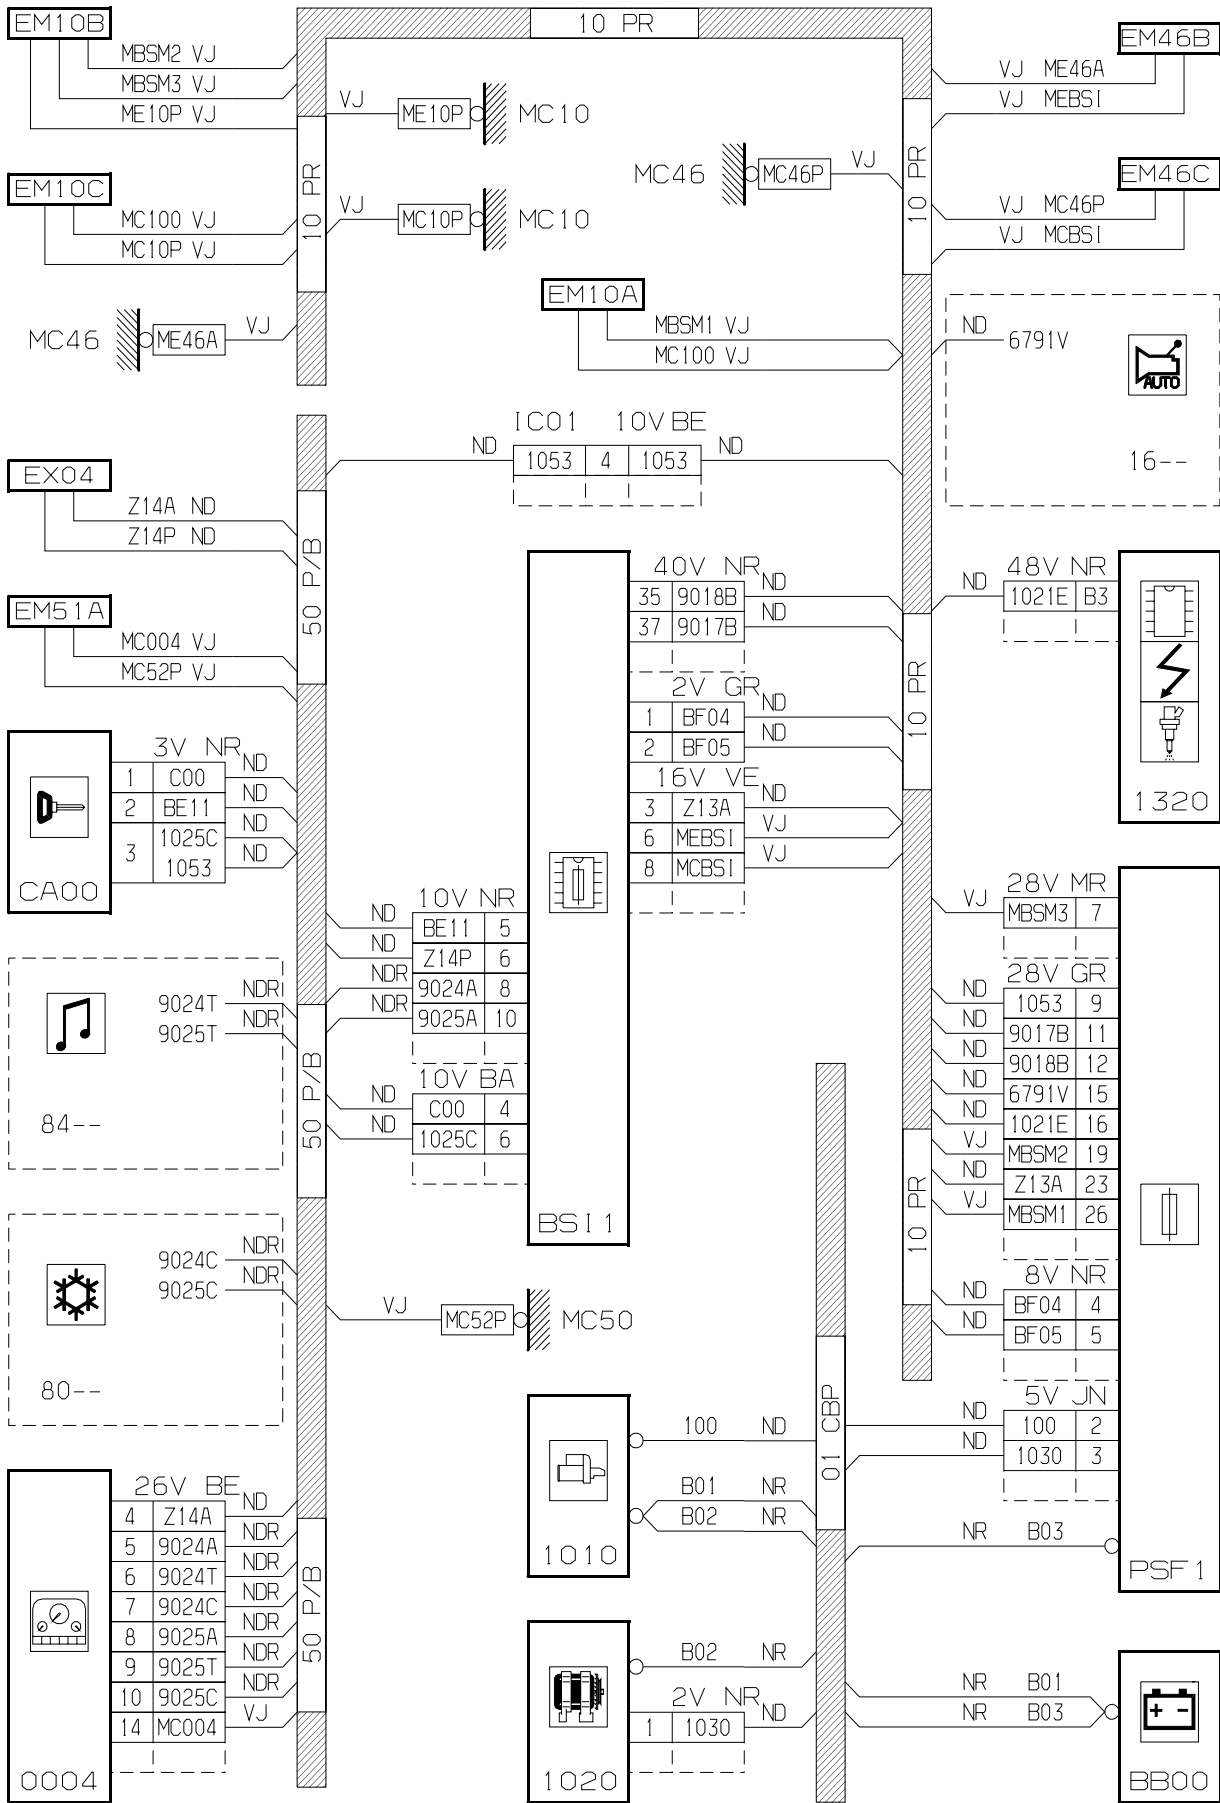 EM10B
MBSM2 VJ
MBSM3 VJ
ME10P VJ
10 PR
EM46B
VJ ME46A
VJ MEBSI
VJ
ME10P
MC10
10 PR
10 PR
EM10C
MC100 VJ
MC10P VJ
VJ
MC10P
MC10
MC46
MC46P
VJ
EM46C
VJ MC46P
VJ MCBSI
MC46
ME46A
VJ
EM10A
MBSM1 VJ
MC100 VJ
ND
6791V
AUTO
16--
IC01 10V BE
ND
1053 4 1053
ND
EX04
Z14A ND
Z14P ND
50 P/B
EM51A
MC004 VJ
MC52P VJ
40V NR
35 9018B ND
37 9017B ND
2V GR
1 BF04 ND
2 BF05 ND
16V VE
3 Z13A ND
6 MEBSI VJ
8 MCBSI VJ
10 PR
48V NR
ND 1021E B3
1320
3V NR
1 C00 ND
2 BE11 ND
3 1025C ND
1053 ND
CA00
10V NR
ND BE11 5
ND Z14P 6
NDR 9024A 8
NDR 9025A 10
10V BA
ND C00 4
ND 1025C 6
BSI1
9024T NDR
9025T NDR
84--
50 P/B
28V MR
VJ MBSM3 7
28V GR
ND 1053 9
ND 9017B 11
ND 9018B 12
ND 6791V 15
ND 1021E 16
VJ MBSM2 19
ND Z13A 23
VJ MBSM1 26
10 PR
8V NR
ND BF04 4
ND BF05 5
5V JN
ND 100 2
ND 1030 3
NR B03
PSF1
9024C NDR
9025C NDR
80--
VJ
MC52P
MC50
01 CBP
100 ND
B01 NR
B02 NR
1010
26V BE
4 Z14A ND
5 9024A NDR
6 9024T NDR
7 9024C NDR
8 9025A NDR
9 9025T NDR
10 9025C NDR
14 MC004 VJ
0004
50 P/B
B02 NR
2V NR
1 1030 ND
1020
NR B01
NR B03
+ -
BB00